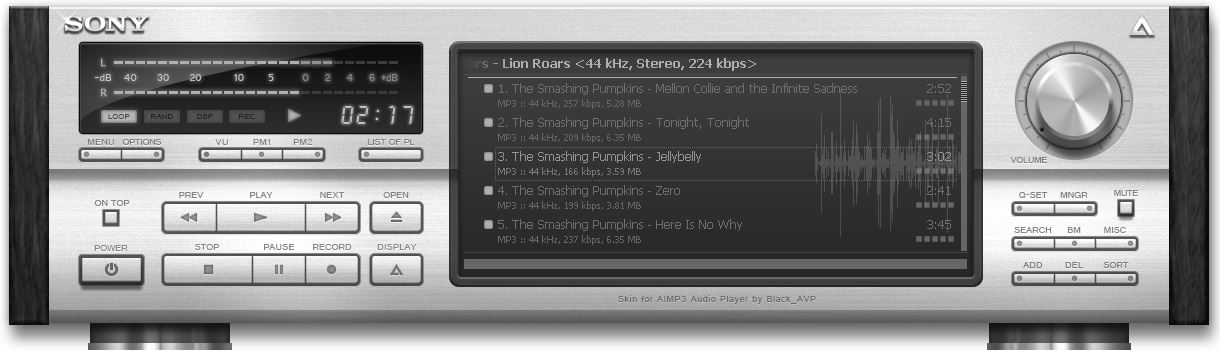 SONY
L
-dB 40 30 20 10 5 0 2 4 6 +dB
R
LOOP RAND DSP REC 02:17
MENU OPTIONS VU PM1 PM2 LIST OF PL
ON TOP
PREV PLAY NEXT OPEN
POWER
STOP PAUSE RECORD DISPLAY
ors - Lion Roars <44 kHz, Stereo, 224 kbps>
1. The Smashing Pumpkins - Mellon Collie and the Infinite Sadness 2:52
MP3 :: 44 kHz, 257 kbps, 5.28 MB
2. The Smashing Pumpkins - Tonight, Tonight 4:15
MP3 :: 44 kHz, 209 kbps, 6.35 MB
3. The Smashing Pumpkins - Jellybelly 3:02
MP3 :: 44 kHz, 166 kbps, 3.59 MB
4. The Smashing Pumpkins - Zero 2:41
MP3 :: 44 kHz, 199 kbps, 3.81 MB
5. The Smashing Pumpkins - Here Is No Why 3:45
MP3 :: 44 kHz, 237 kbps, 6.35 MB
Skin for AIMP3 Audio Player by Black_AVP
VOLUME
Q-SET MNGR MUTE
SEARCH BM MISC
ADD DEL SORT